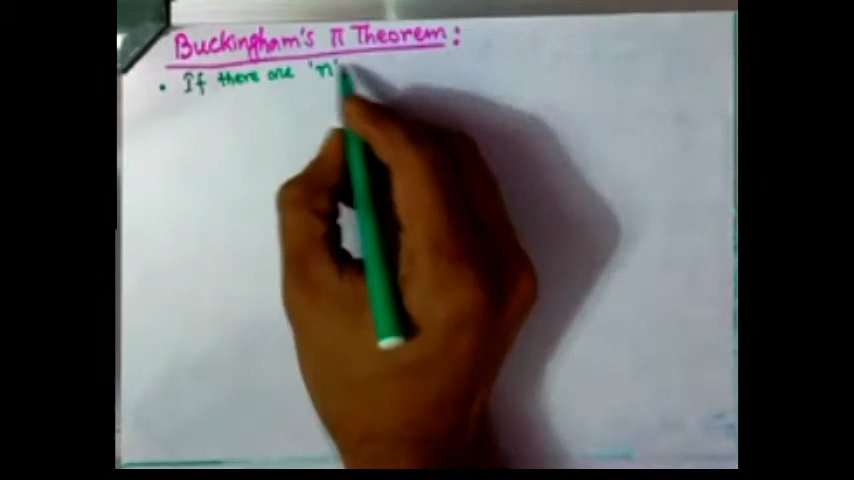 Buckingham's π Theorem :
• If there are 'n'